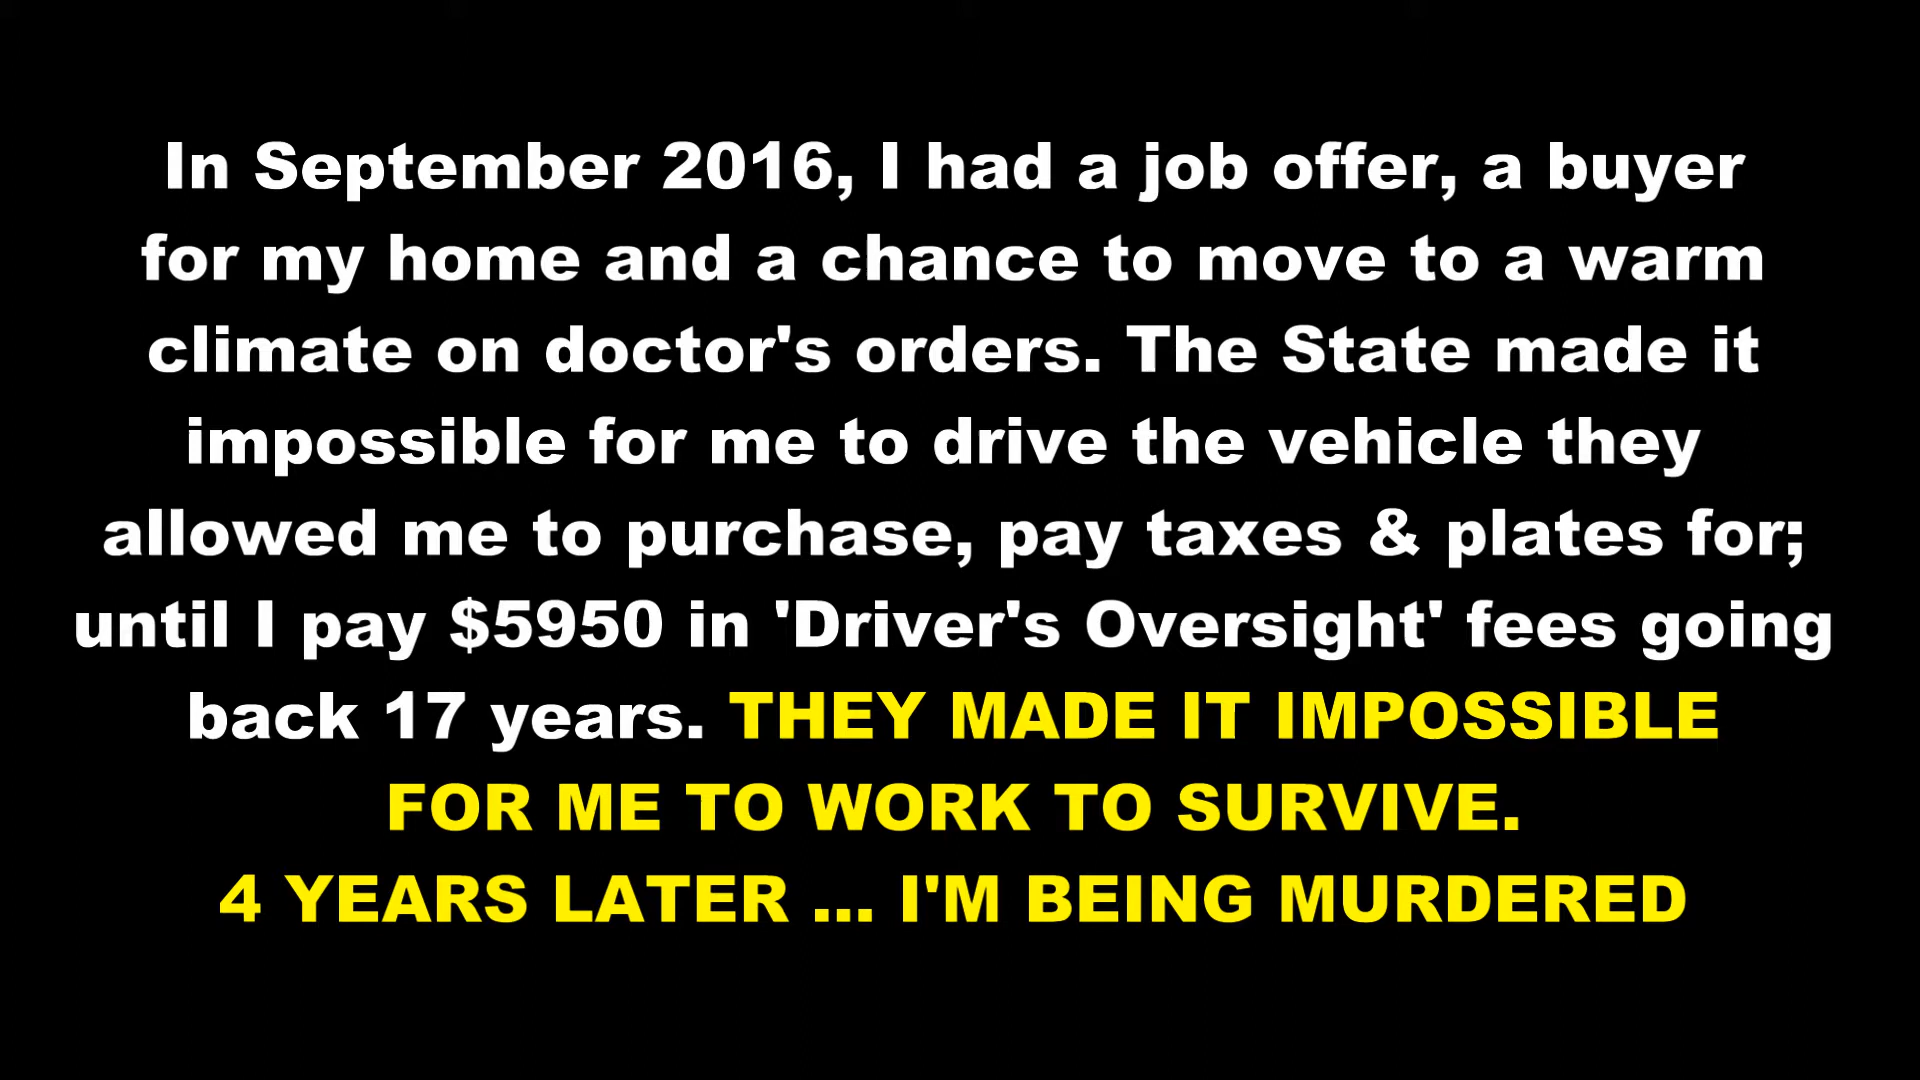 In September 2016, I had a job offer, a buyer
for my home and a chance to move to a warm
climate on doctor's orders. The State made it
impossible for me to drive the vehicle they
allowed me to purchase, pay taxes & plates for;
until I pay $5950 in 'Driver's Oversight' fees going
back 17 years. THEY MADE IT IMPOSSIBLE
FOR ME TO WORK TO SURVIVE.
4 YEARS LATER ... I'M BEING MURDERED